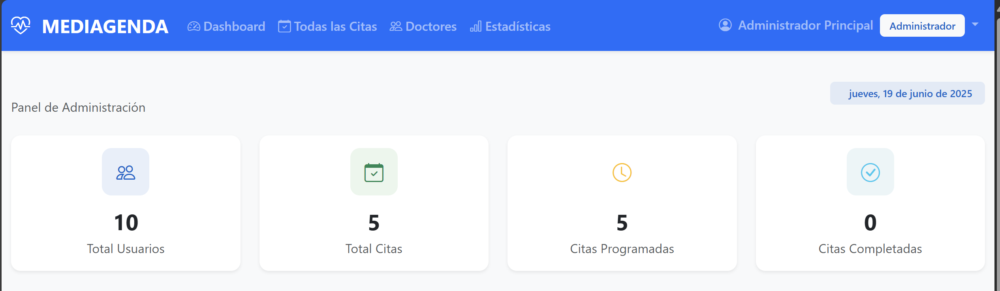 MEDIAGENDA Dashboard Todas las Citas Doctores Estadísticas Administrador Principal Administrador
jueves, 19 de junio de 2025
Panel de Administración
10
Total Usuarios
5
Total Citas
5
Citas Programadas
0
Citas Completadas